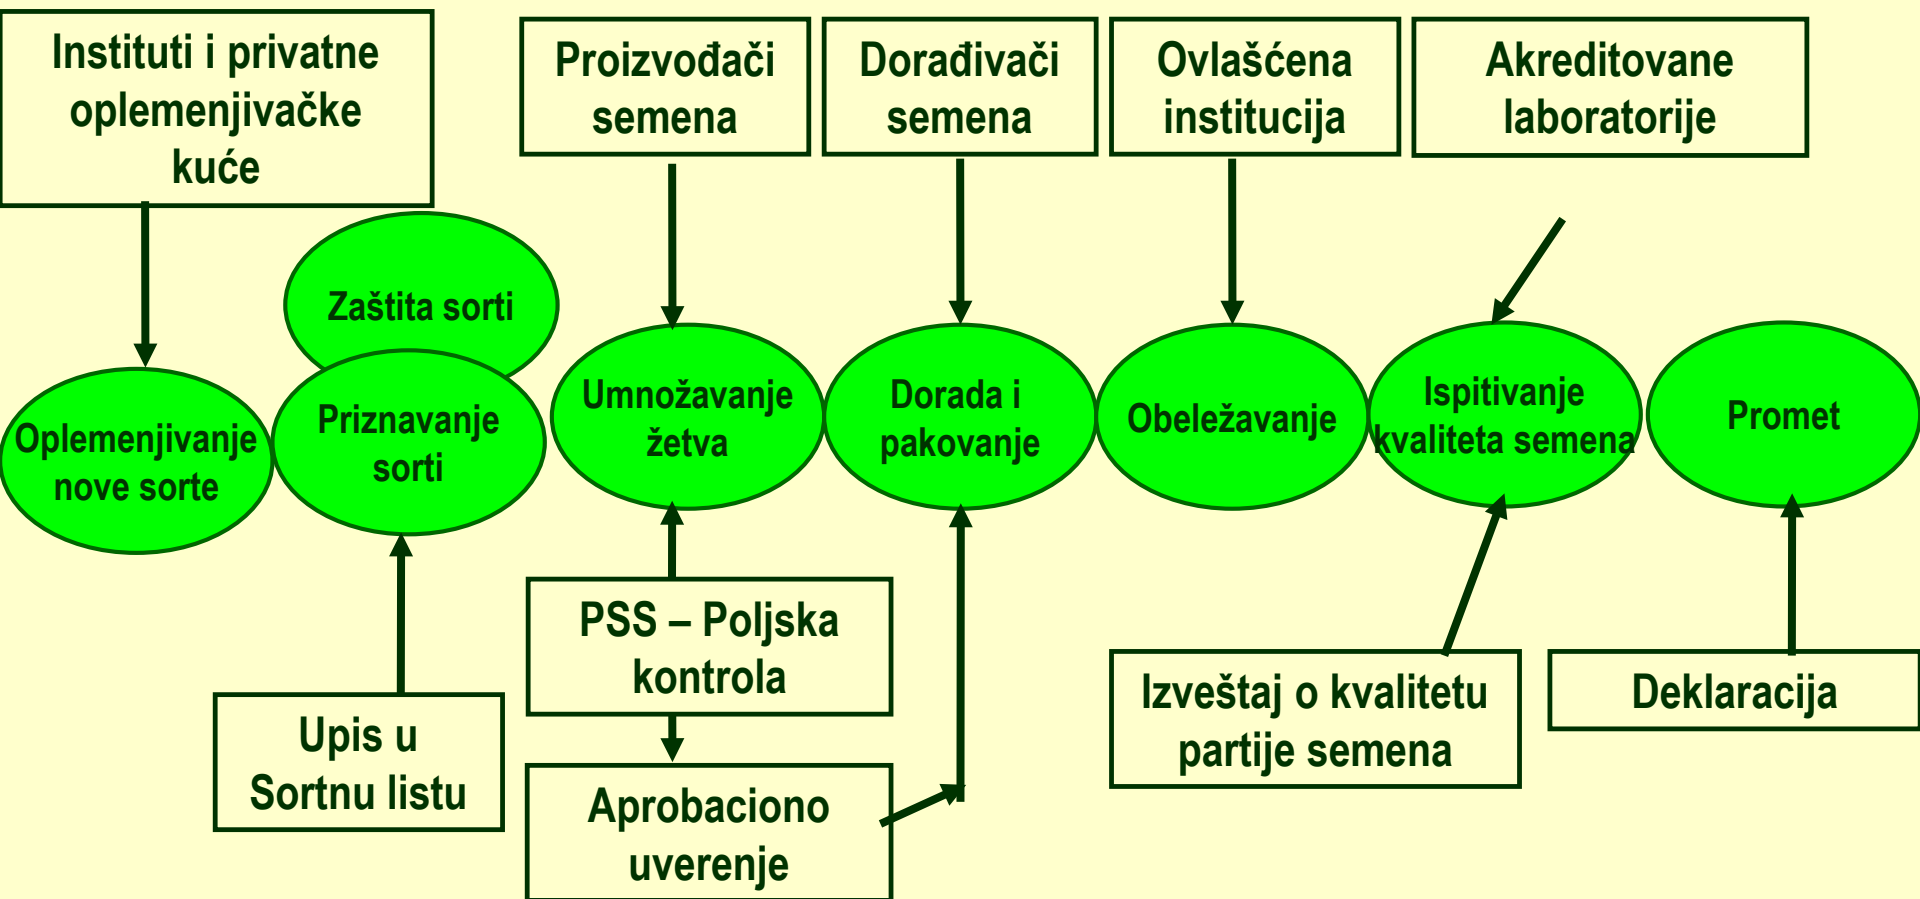 Instituti i privatne
oplemenjivačke
kuće
Proizvođači
semena
Dorađivači
semena
Ovlašćena
institucija
Akreditovane
laboratorije
Zaštita sorti
Oplemenjivanje
nove sorte
Priznavanje
sorti
Umnožavanje
žetva
Dorada i
pakovanje
Obeležavanje
Ispitivanje
kvaliteta semena
Promet
Upis u
Sortnu listu
PSS – Poljska
kontrola
Aprobaciono
uverenje
Izveštaj o kvalitetu
partije semena
Deklaracija